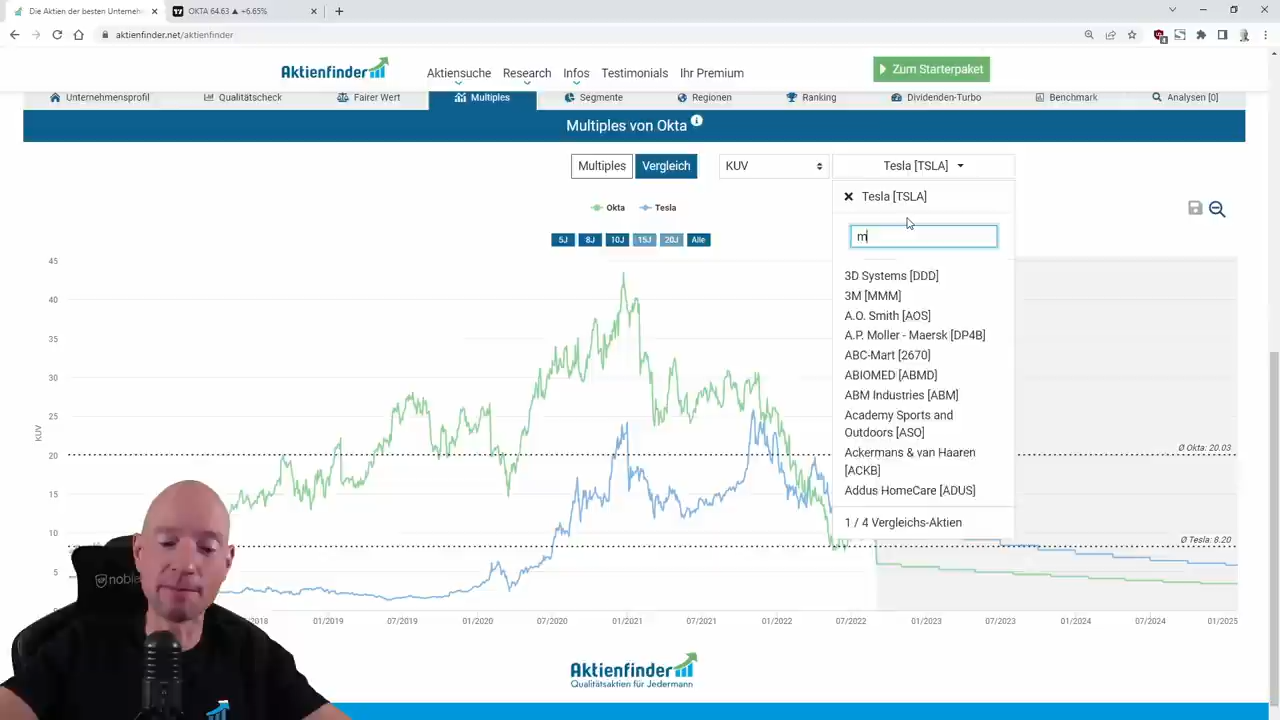 Die Aktien der besten Unterneh
OKTA 64.63 ▲ +6.65%
aktienfinder.net/aktienfinder
Aktienfinder
Aktiensuche
Research
Infos
Testimonials
Ihr Premium
Zum Starterpaket
Unternehmensprofil
Qualitätscheck
Fairer Wert
Multiples
Segmente
Regionen
Ranking
Dividenden-Turbo
Benchmark
Analysen [0]
Multiples von Okta
Multiples
Vergleich
KUV
Tesla [TSLA]
Tesla [TSLA]
m
3D Systems [DDD]
3M [MMM]
A.O. Smith [AOS]
A.P. Moller - Maersk [DP4B]
ABC-Mart [2670]
ABIOMED [ABMD]
ABM Industries [ABM]
Academy Sports and
Outdoors [ASO]
Ackermans & van Haaren
[ACKB]
Addus HomeCare [ADUS]
1 / 4 Vergleichs-Aktien
Okta
Tesla
5J
8J
10J
15J
20J
Alle
45
40
35
30
25
20
15
10
5
KUV
Ø Okta: 20.03
Ø Tesla: 8.20
2018
01/2019
07/2019
01/2020
07/2020
01/2021
07/2021
01/2022
07/2022
01/2023
07/2023
01/2024
07/2024
01/2025
noble
Aktienfinder
Qualitätsaktien für Jedermann